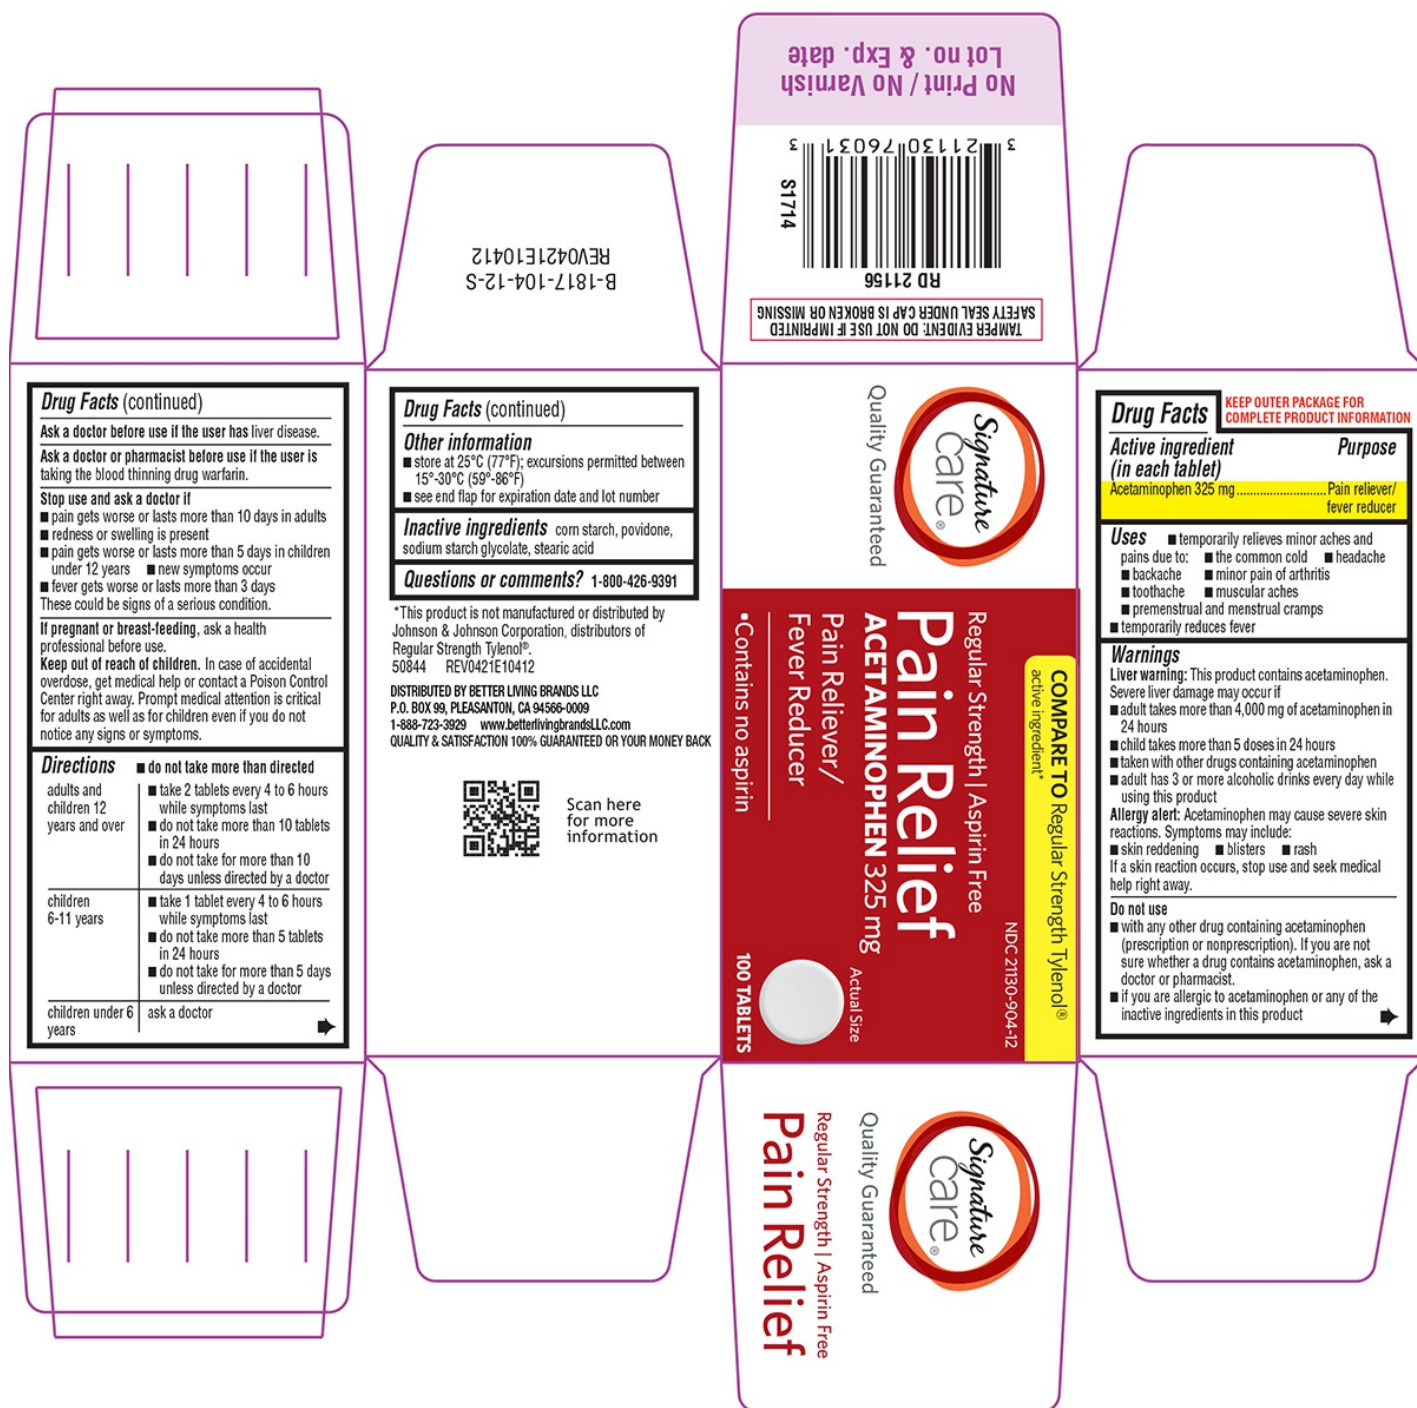 No Print / No Varnish
Lot no. & Exp. date
3 21130 76031 3
S1714
RD 21156
TAMPER EVIDENT: DO NOT USE IF IMPRINTED
SAFETY SEAL UNDER CAP IS BROKEN OR MISSING
B-1817-104-12-S
REV0421E10412
Drug Facts
KEEP OUTER PACKAGE FOR
COMPLETE PRODUCT INFORMATION
Active ingredient Purpose
(in each tablet)
Acetaminophen 325 mg ........................... Pain reliever/
fever reducer
Uses ■ temporarily relieves minor aches and
pains due to: ■ the common cold ■ headache
■ backache ■ minor pain of arthritis
■ toothache ■ muscular aches
■ premenstrual and menstrual cramps
■ temporarily reduces fever
Warnings
Liver warning: This product contains acetaminophen.
Severe liver damage may occur if
■ adult takes more than 4,000 mg of acetaminophen in
24 hours
■ child takes more than 5 doses in 24 hours
■ taken with other drugs containing acetaminophen
■ adult has 3 or more alcoholic drinks every day while
using this product
Allergy alert: Acetaminophen may cause severe skin
reactions. Symptoms may include:
■ skin reddening ■ blisters ■ rash
If a skin reaction occurs, stop use and seek medical
help right away.
Do not use
■ with any other drug containing acetaminophen
(prescription or nonprescription). If you are not
sure whether a drug contains acetaminophen, ask a
doctor or pharmacist.
■ if you are allergic to acetaminophen or any of the
inactive ingredients in this product
Drug Facts (continued)
Ask a doctor before use if the user has liver disease.
Ask a doctor or pharmacist before use if the user is
taking the blood thinning drug warfarin.
Stop use and ask a doctor if
■ pain gets worse or lasts more than 10 days in adults
■ redness or swelling is present
■ pain gets worse or lasts more than 5 days in children
under 12 years ■ new symptoms occur
■ fever gets worse or lasts more than 3 days
These could be signs of a serious condition.
If pregnant or breast-feeding, ask a health
professional before use.
Keep out of reach of children. In case of accidental
overdose, get medical help or contact a Poison Control
Center right away. Prompt medical attention is critical
for adults as well as for children even if you do not
notice any signs or symptoms.
Directions ■ do not take more than directed
adults and
children 12
years and over
■ take 2 tablets every 4 to 6 hours
while symptoms last
■ do not take more than 10 tablets
in 24 hours
■ do not take for more than 10
days unless directed by a doctor
children
6-11 years
■ take 1 tablet every 4 to 6 hours
while symptoms last
■ do not take more than 5 tablets
in 24 hours
■ do not take for more than 5 days
unless directed by a doctor
children under 6
years
ask a doctor
Drug Facts (continued)
Other information
■ store at 25°C (77°F); excursions permitted between
15°-30°C (59°-86°F)
■ see end flap for expiration date and lot number
Inactive ingredients corn starch, povidone,
sodium starch glycolate, stearic acid
Questions or comments? 1-800-426-9391
*This product is not manufactured or distributed by
Johnson & Johnson Corporation, distributors of
Regular Strength Tylenol®.
50844 REV0421E10412
DISTRIBUTED BY BETTER LIVING BRANDS LLC
P.O. BOX 99, PLEASANTON, CA 94566-0009
1-888-723-3929 www.betterlivingbrandsLLC.com
QUALITY & SATISFACTION 100% GUARANTEED OR YOUR MONEY BACK
Scan here
for more
information
Signature
care®
Quality Guaranteed
COMPARE TO Regular Strength Tylenol®
active ingredient*
NDC 21130-904-12
Regular Strength | Aspirin Free
Pain Relief
ACETAMINOPHEN 325 mg
Pain Reliever/
Fever Reducer
•Contains no aspirin
Actual Size
100 TABLETS
Signature
care®
Quality Guaranteed
Regular Strength | Aspirin Free
Pain Relief